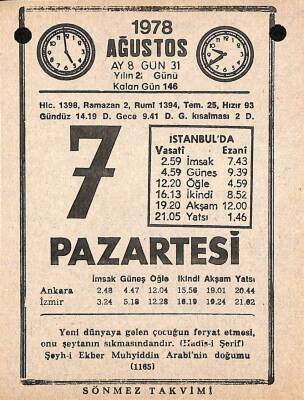 1978
AĞUSTOS
AY 8 GÜN 31
Yılın 2 Günü
Kalan Gün 146
Hic. 1398, Ramazan 2, Rumî 1394, Tem. 25, Hızır 93
Gündüz 14.19 D. Gece 9.41 D. G. kısalması 2 D.
7
İSTANBUL'DA
Vasati Ezanî
2.59 İmsak 7.43
4.59 Güneş 9.39
12.20 Öğle 4.59
16.13 İkindi 8.52
19.20 Akşam 12.00
21.05 Yatsı 1.46
PAZARTESİ
İmsak Güneş Öğle İkindi Akşam Yatsı
Ankara 2.48 4.47 12.04 15.56 19.01 20.44
İzmir 3.24 5.18 12.28 16.19 19.24
Yeni dünyaya gelen çocuğun feryat etmesi,
onu şeytanın sıkmasındandır. (Hadis-i Şerif)
Şeyh-i Ekber Muhyiddin Arabî'nin doğumu
(1165)
SÖNMEZ TAKVİMİ